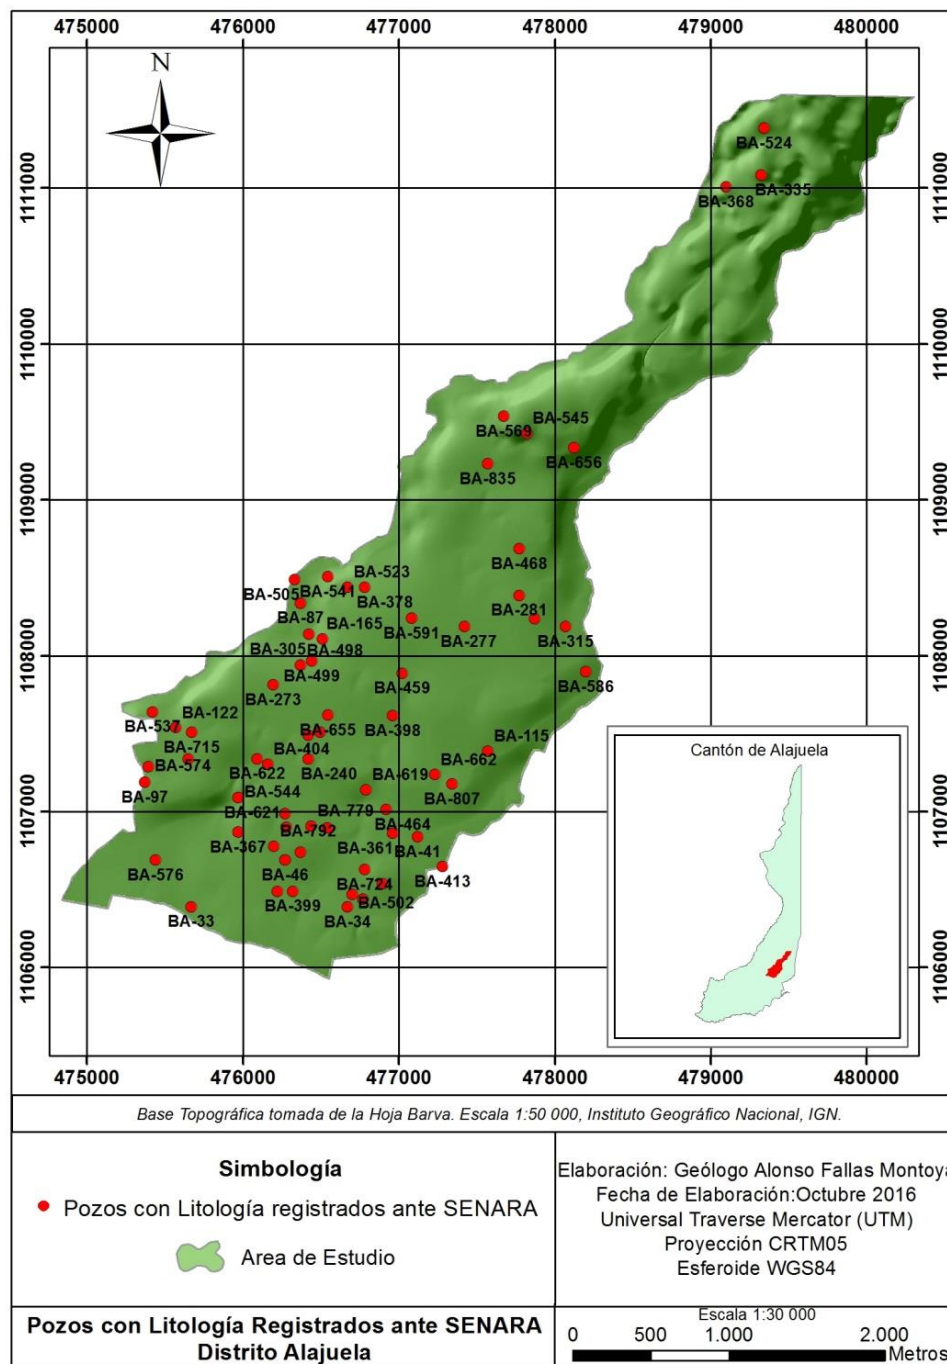 475000 476000 477000 478000 479000 480000
N
BA-524
1111000 1111000
BA-368 BA-335
1110000 1110000
BA-545
BA-569
BA-656
BA-835
1109000 1109000
BA-468
BA-523
BA-505 BA-541
BA-378 BA-281
BA-87 BA-165
BA-591 BA-277 BA-315
BA-305 BA-498
1108000 1108000
BA-499
BA-459 BA-586
BA-273
BA-122
BA-537
BA-655 BA-398
BA-115
BA-715 BA-404
BA-662
BA-574 BA-622 BA-240 BA-619
BA-97 BA-544 BA-807
1107000 1107000
BA-621 BA-779
BA-792 BA-464
BA-367 BA-361 BA-41
BA-576 BA-46 BA-413
BA-724
BA-33 BA-399 BA-34 BA-502
1106000 1106000
Cantón de Alajuela
475000 476000 477000 478000 479000 480000
Base Topográfica tomada de la Hoja Barva. Escala 1:50 000, Instituto Geográfico Nacional, IGN.
Simbología
Pozos con Litología registrados ante SENARA
Area de Estudio
Elaboración: Geólogo Alonso Fallas Montoya
Fecha de Elaboración:Octubre 2016
Universal Traverse Mercator (UTM)
Proyección CRTM05
Esferoide WGS84
Pozos con Litología Registrados ante SENARA
Distrito Alajuela
Escala 1:30 000
0 500 1.000 2.000
Metros